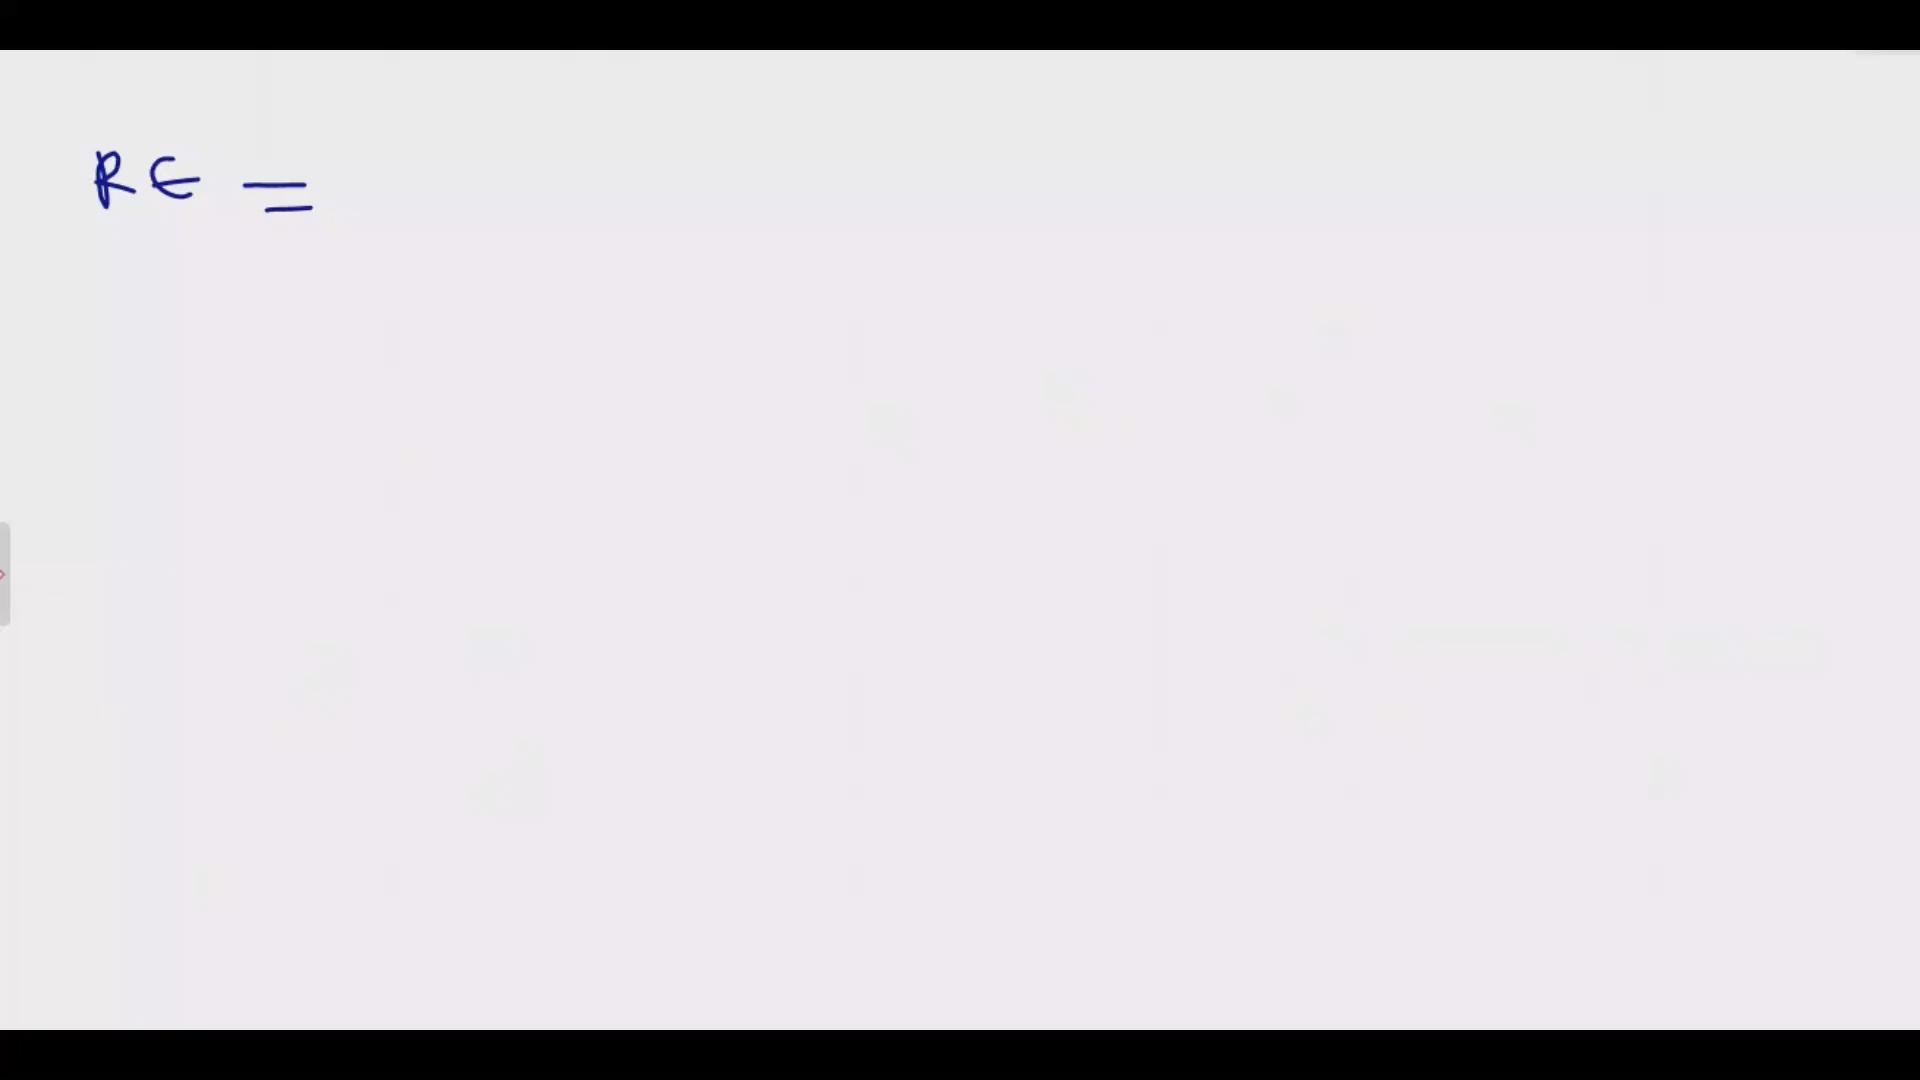 RE =